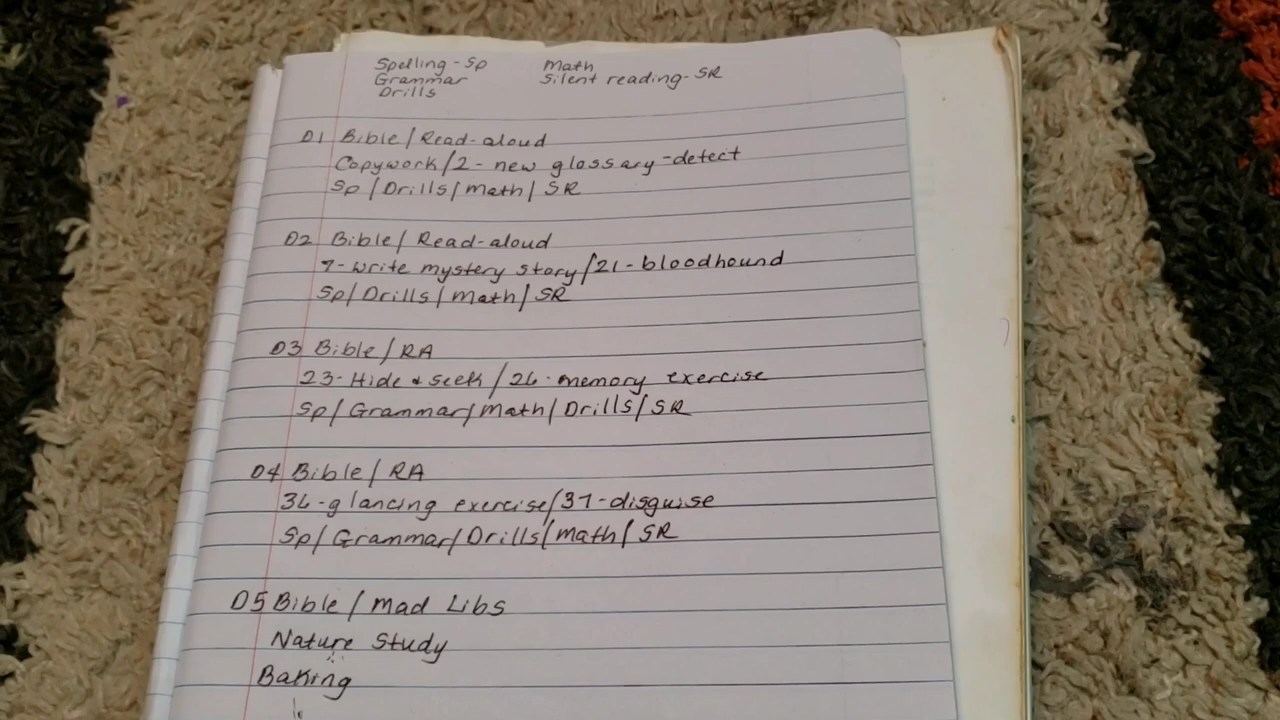 Spelling - Sp
Grammar
Drills
Math
Silent reading - SR
D1 Bible / Read-aloud
Copywork / 2 - new glossary - detect
Sp / Drills / Math / SR
D2 Bible / Read-aloud
7 - write mystery story / 21 - bloodhound
Sp / Drills / Math / SR
D3 Bible / RA
23 - Hide & Seek / 26 - memory exercise
Sp / Grammar / Math / Drills / SR
D4 Bible / RA
36 - glancing exercise / 37 - disguise
Sp / Grammar / Drills / Math / SR
D5 Bible / Mad Libs
Nature Study
Baking